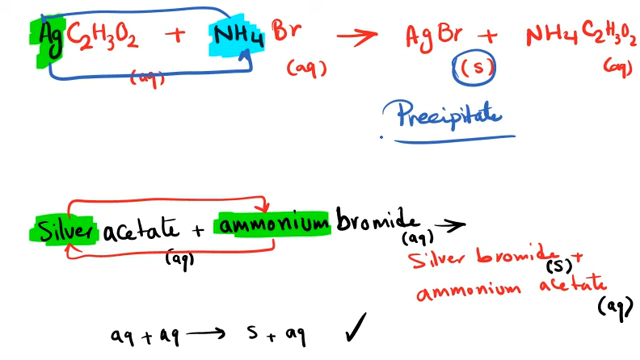 AgC₂H₃O₂ + NH₄Br → AgBr + NH₄C₂H₃O₂
(aq) (aq) (s) (aq)
Precipitate
Silver acetate + ammonium bromide →
(aq) (aq)
Silver bromide (s) +
ammonium acetate
(aq)
aq + aq → s + aq ✓